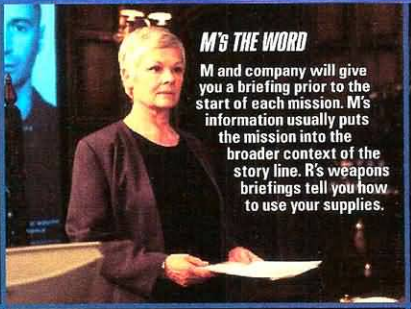 M'S THE WORD
M and company will give
you a briefing prior to the
start of each mission. M's
information usually puts
the mission into the
broader context of the
story line. R's weapons
briefings tell you how
to use your supplies.